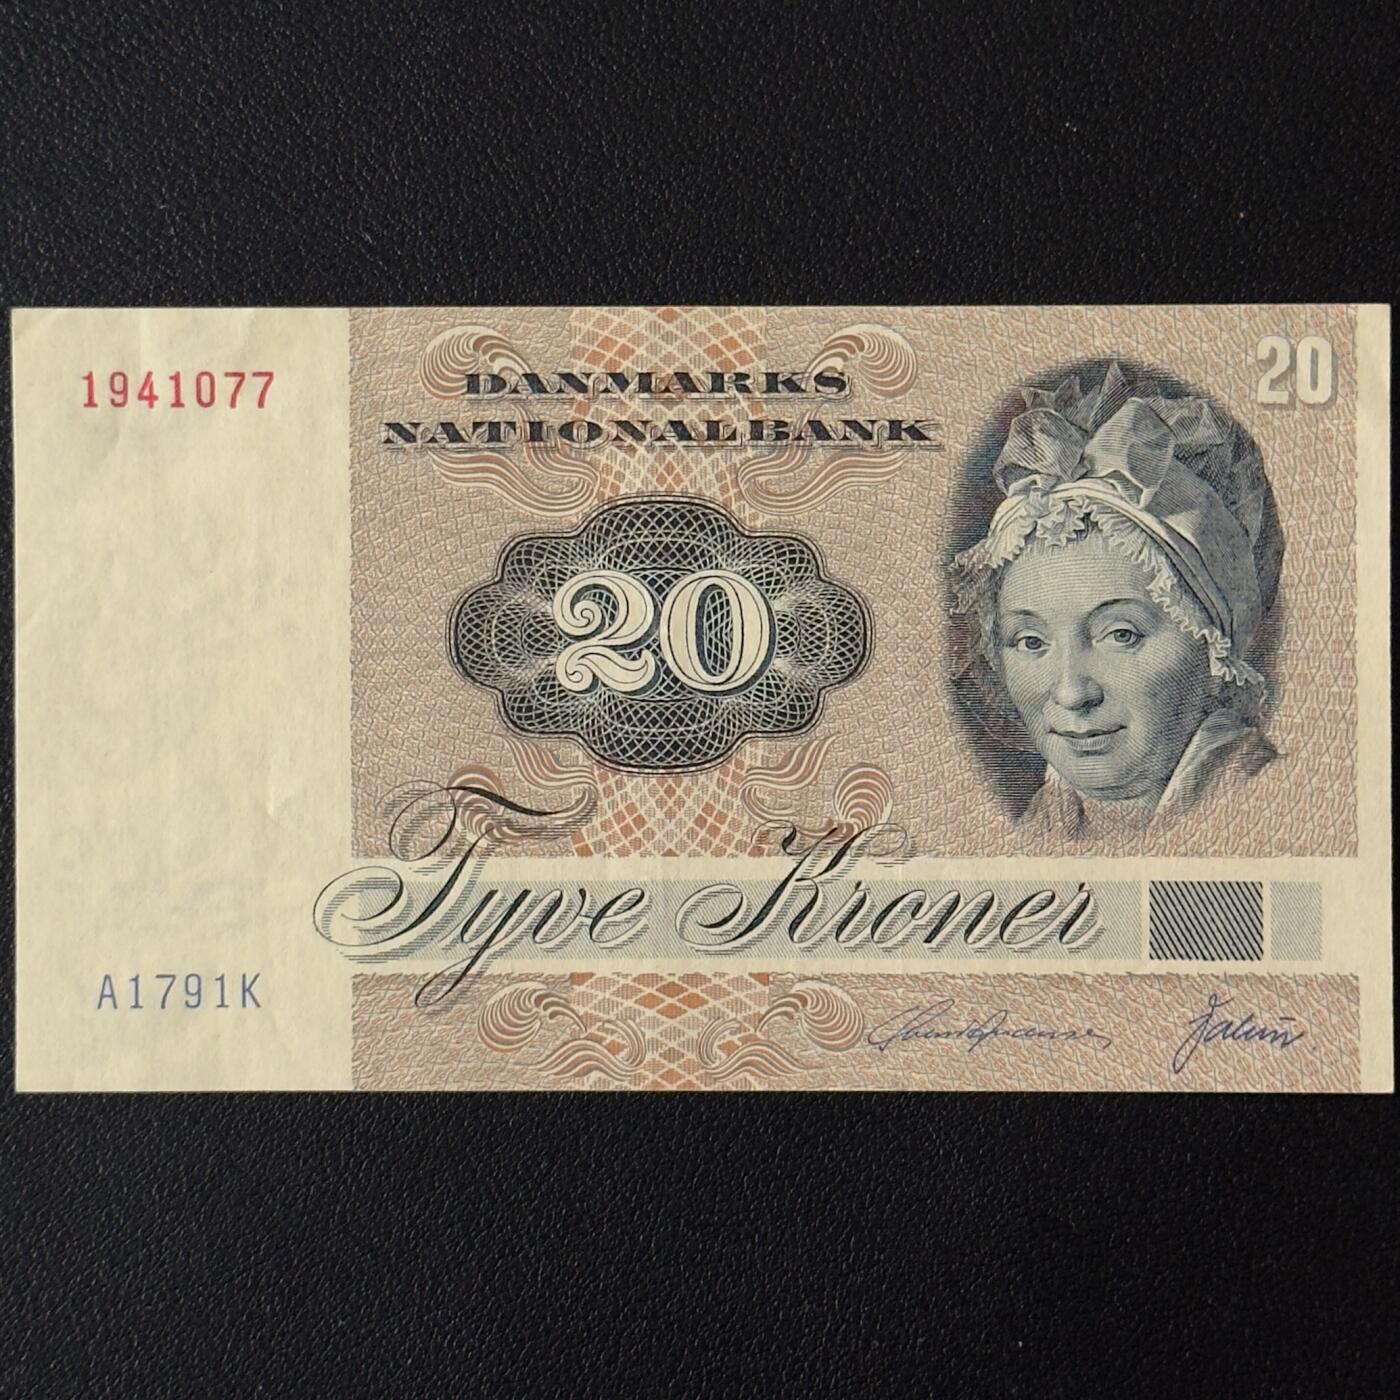 1941077
DANMARKS
NATIONALBANK
20
20
Tyve Kroner
A1791K